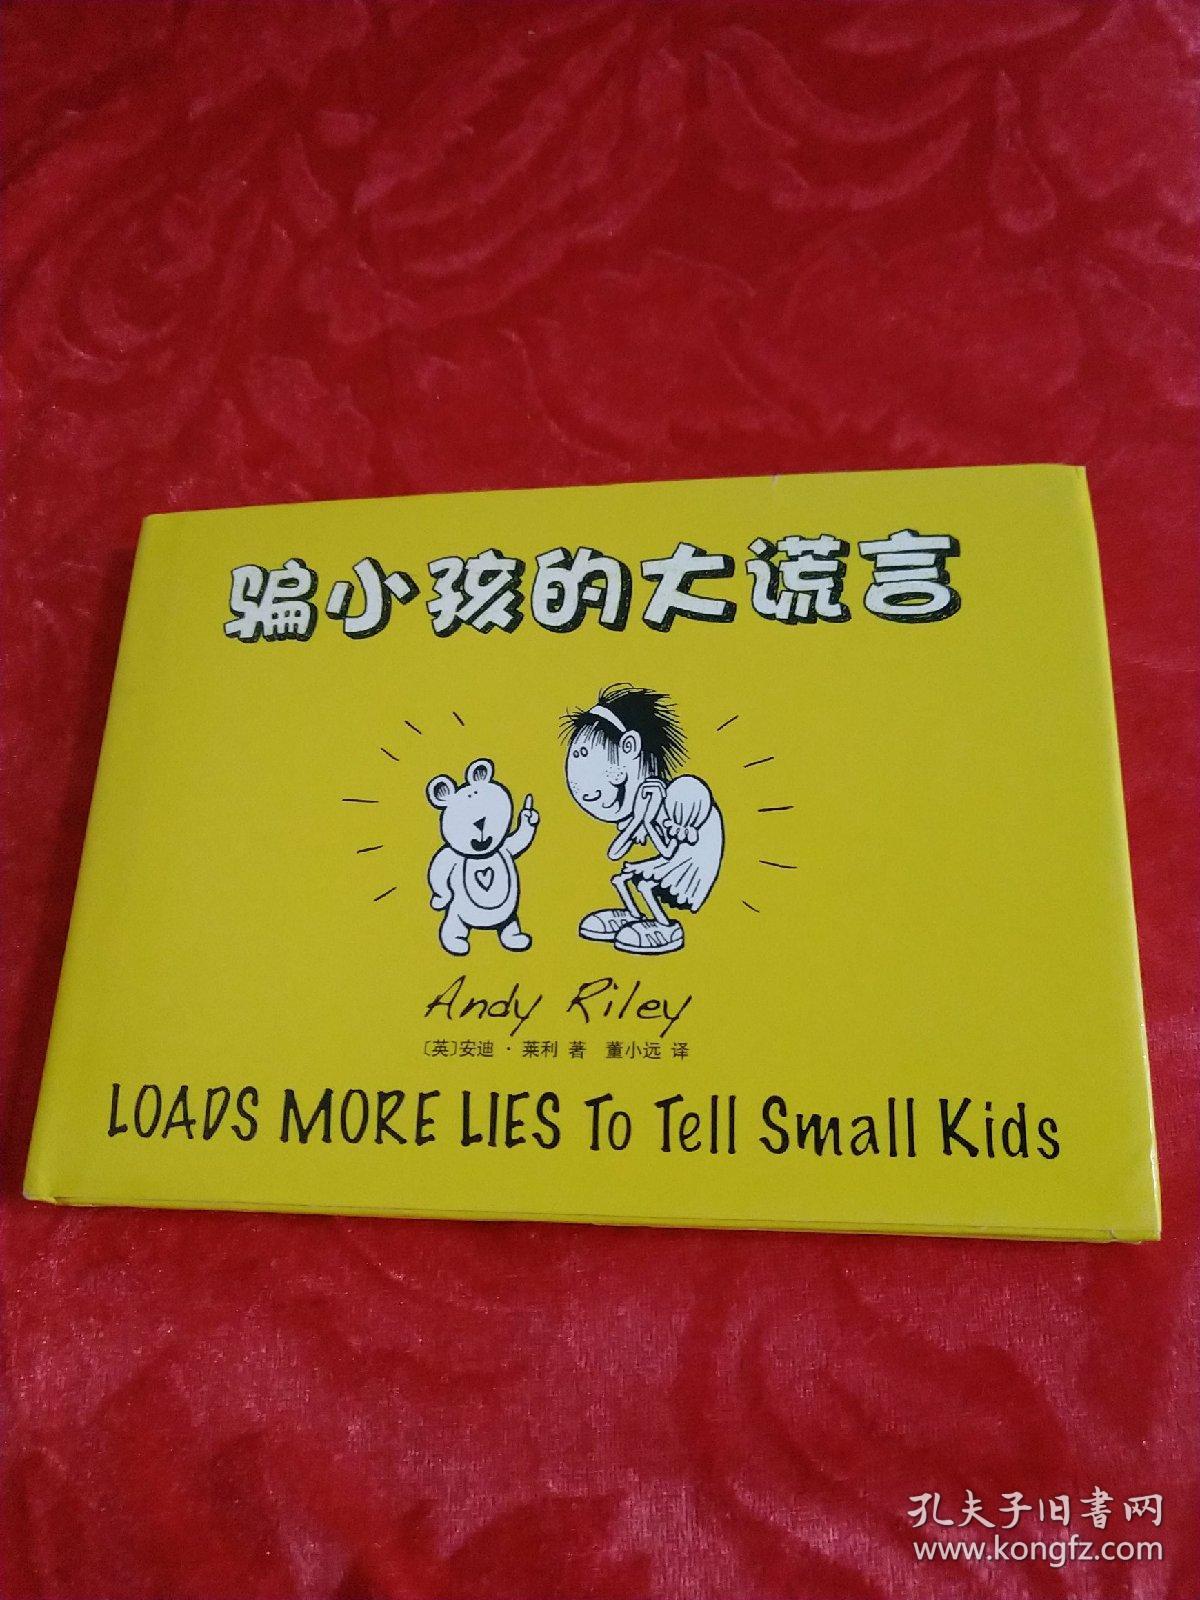 骗小孩的大谎言
Andy Riley
〔英〕安迪·莱利 著 董小远 译
LOADS MORE LIES To Tell Small Kids
孔夫子旧書网
www.kongfz.com